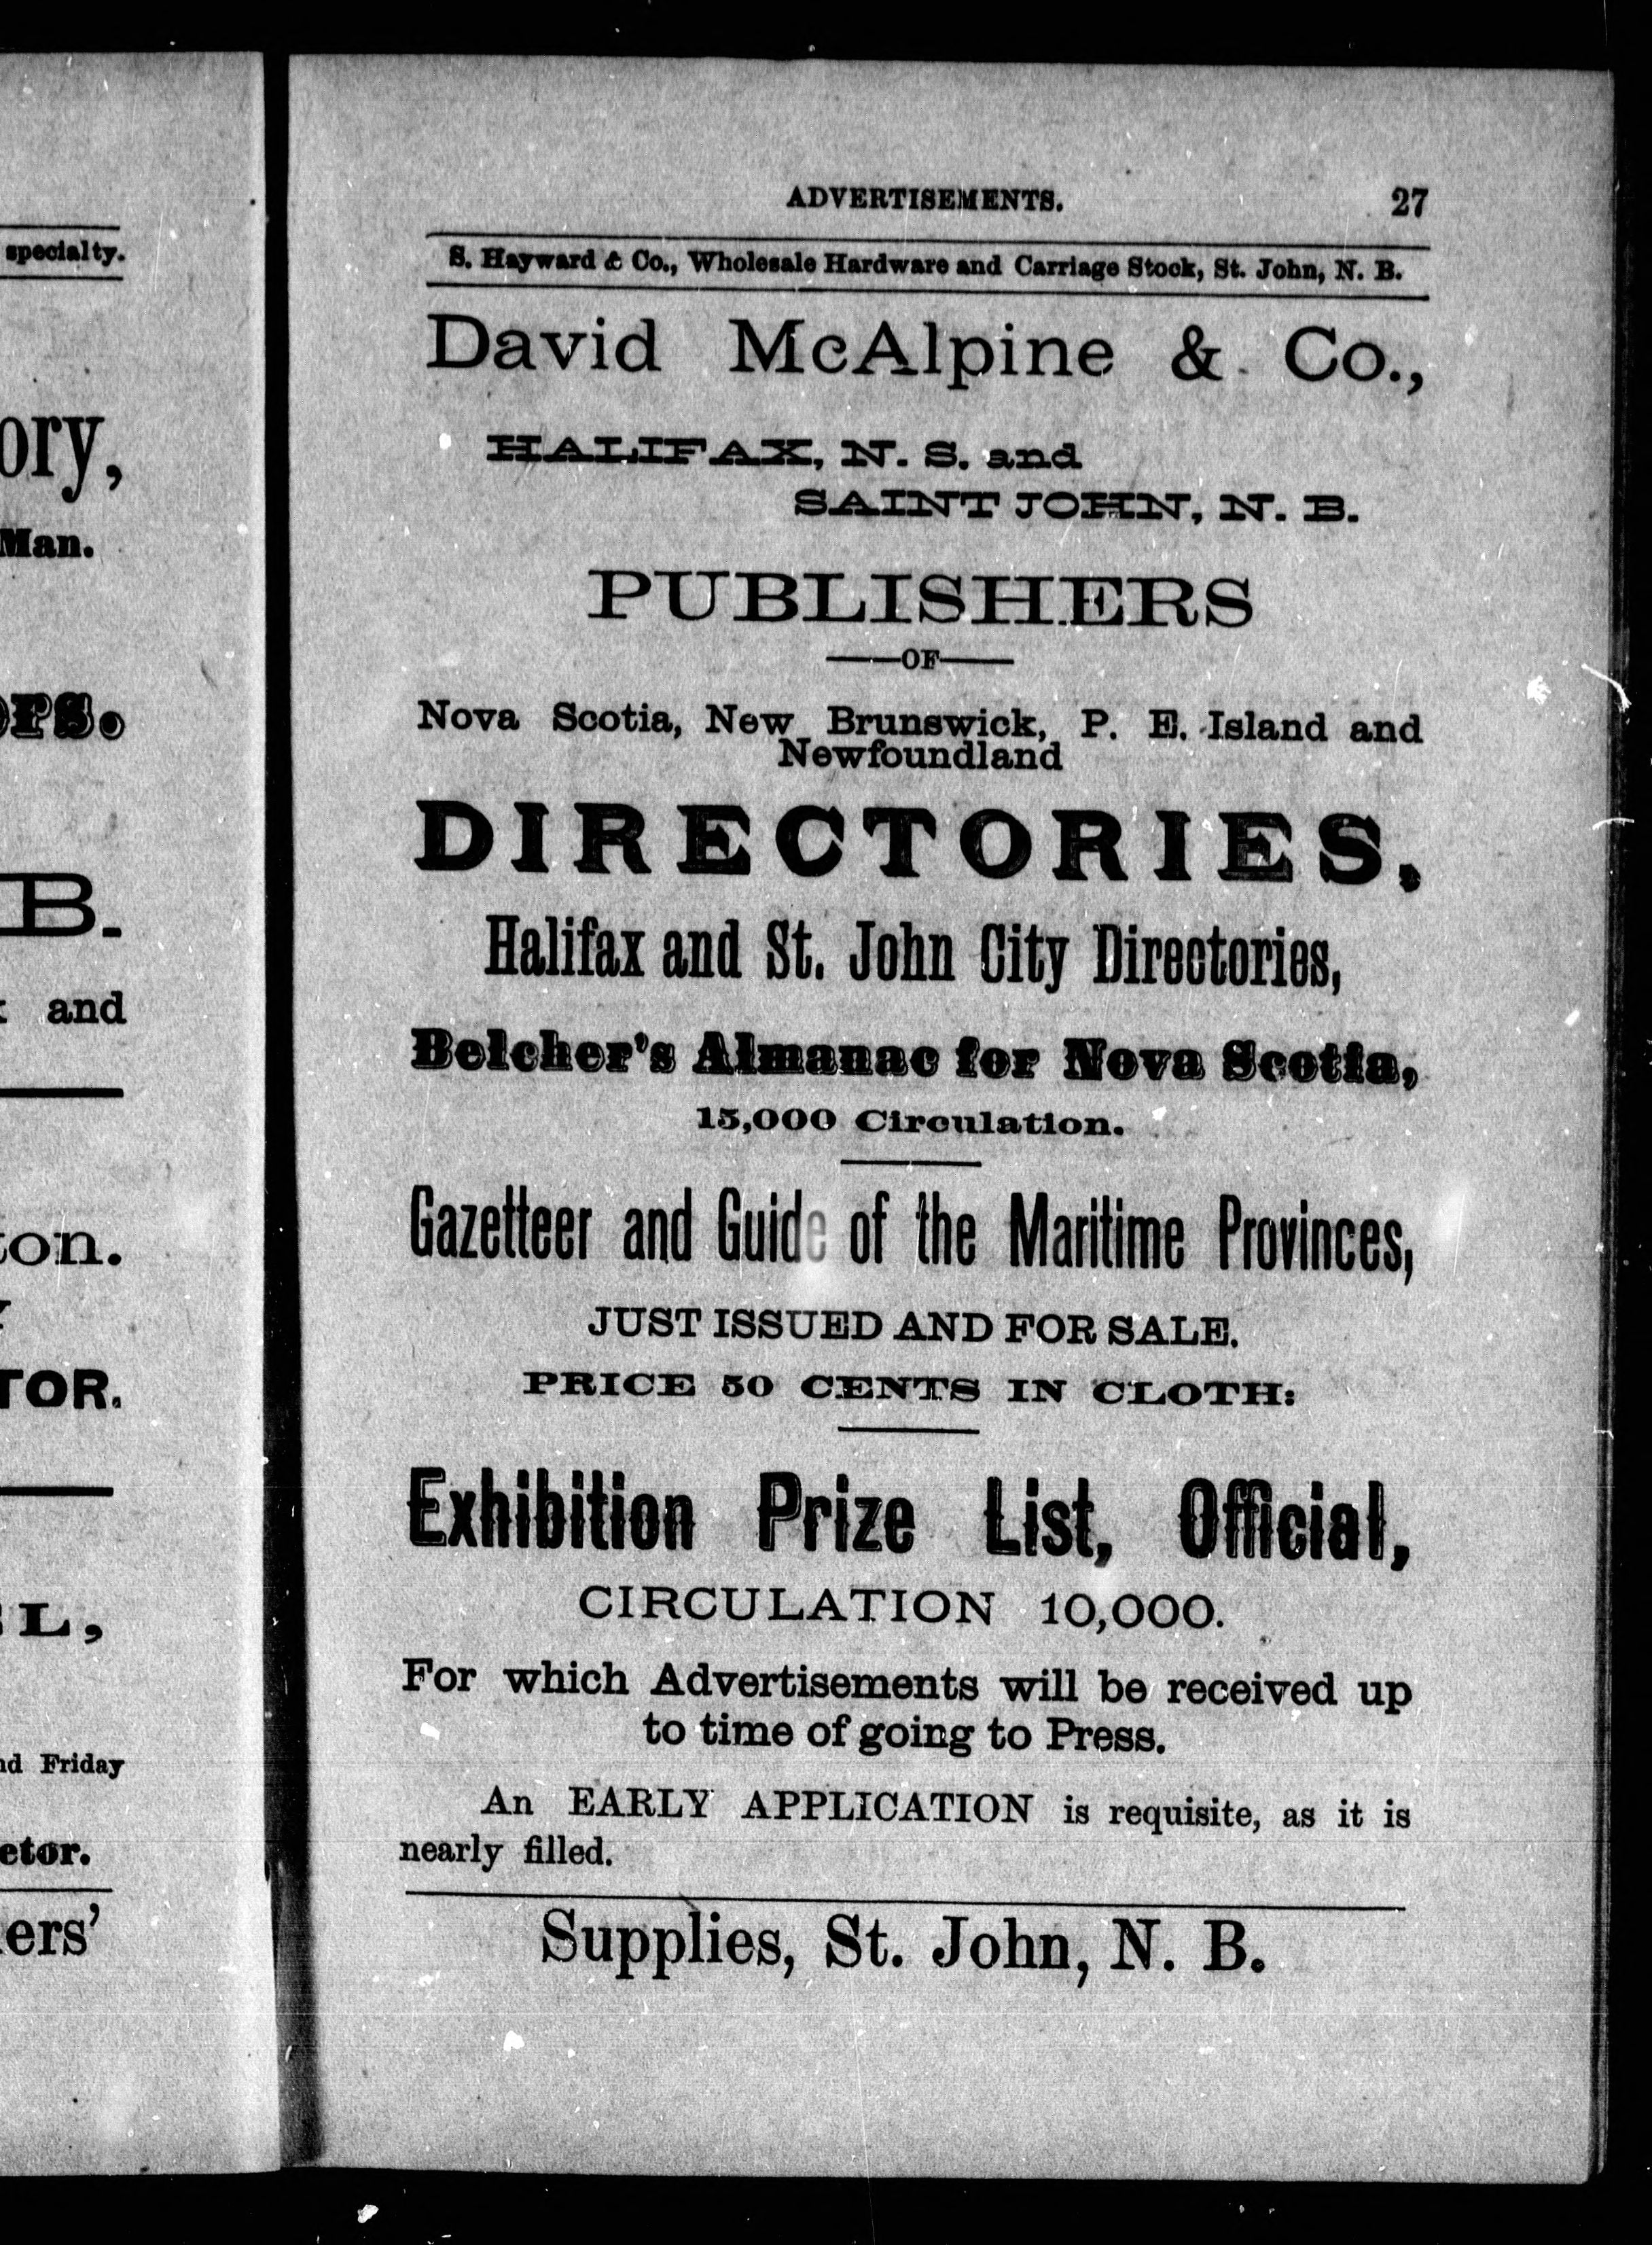 specialty.
ory,
Man.
ors.
B.
and
on.
TOR.
L,
nd Friday
etor.
ers'
ADVERTISEMENTS. 27
S. Hayward & Co., Wholesale Hardware and Carriage Stock, St. John, N. B.
David McAlpine & Co.,
HALIFAX, N. S. and
SAINT JOHN, N. B.
PUBLISHERS
OF
Nova Scotia, New Brunswick, P. E. Island and
Newfoundland
DIRECTORIES,
Halifax and St. John City Directories,
Belcher's Almanac for Nova Scotia,
15,000 Circulation.
Gazetteer and Guide of the Maritime Provinces,
JUST ISSUED AND FOR SALE.
PRICE 50 CENTS IN CLOTH:
Exhibition Prize List, Official,
CIRCULATION 10,000.
For which Advertisements will be received up
to time of going to Press.
An EARLY APPLICATION is requisite, as it is
nearly filled.
Supplies, St. John, N. B.